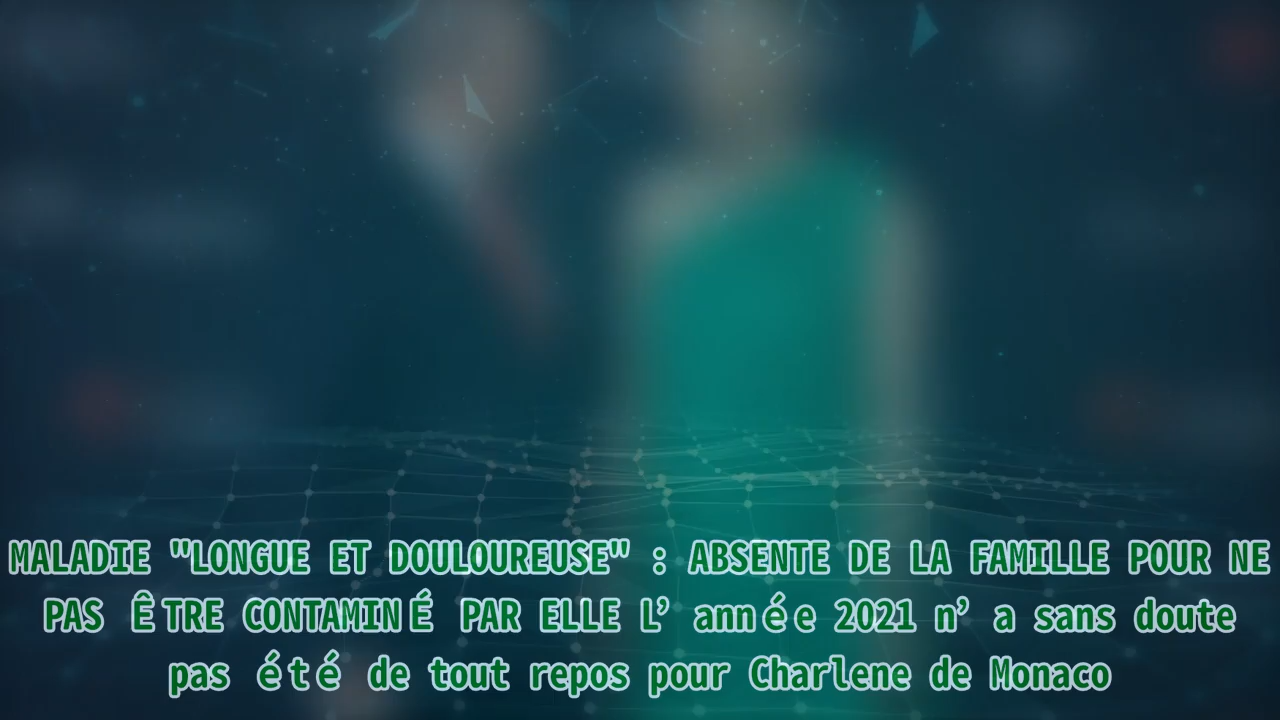 MALADIE "LONGUE ET DOULOUREUSE" : ABSENTE DE LA FAMILLE POUR NE
PAS ÊTRE CONTAMINÉ PAR ELLE L’ année 2021 n’ a sans doute
pas été de tout repos pour Charlene de Monaco